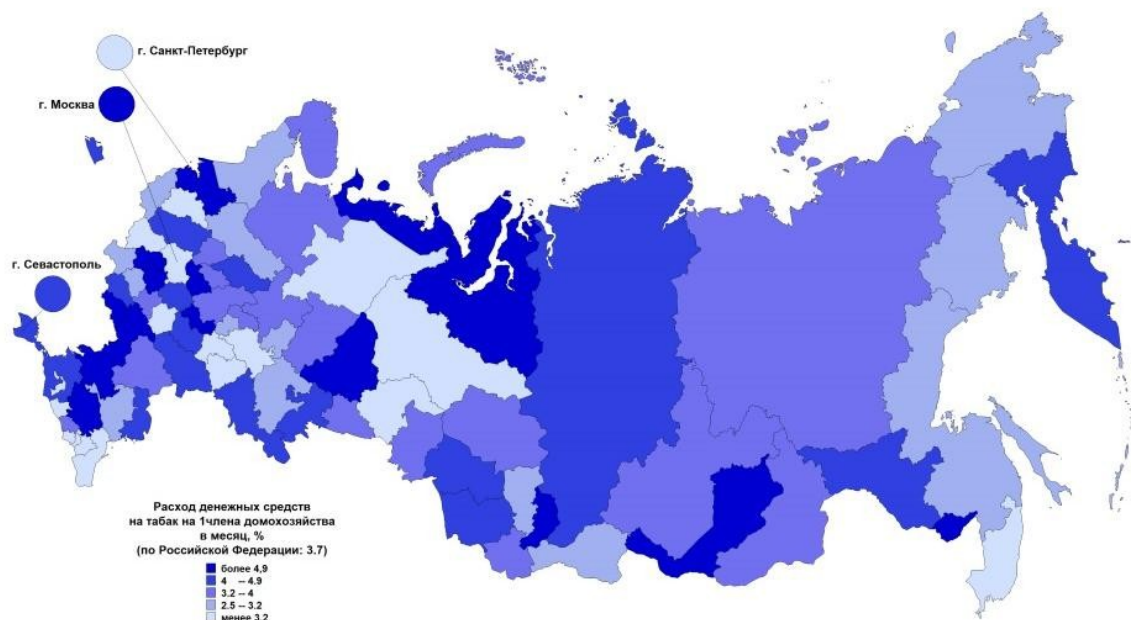 г. Санкт-Петербург
г. Москва
г. Севастополь
Расход денежных средств
на табак на 1члена домохозяйства
в месяц, %
(по Российской Федерации: 3.7)
более 4,9
4 -- 4.9
3.2 -- 4
2.5 -- 3.2
менее 3.2